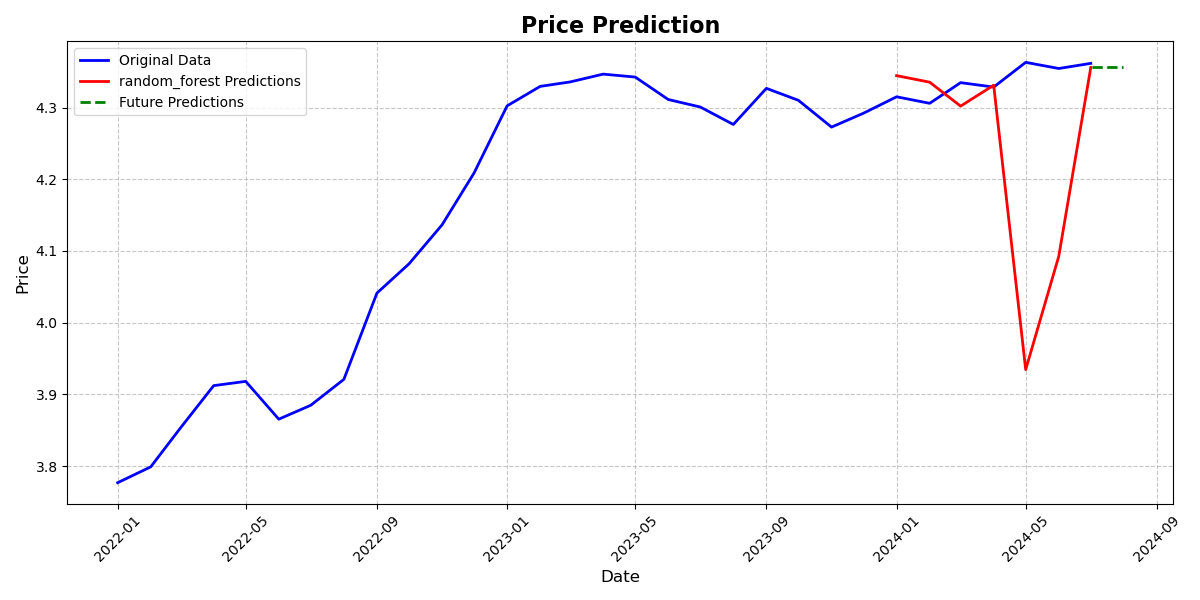 Price Prediction
Original Data
random_forest Predictions
Future Predictions
Price
4.3
4.2
4.1
4.0
3.9
3.8
2022-01
2022-05
2022-09
2023-01
2023-05
2023-09
2024-01
2024-05
2024-09
Date